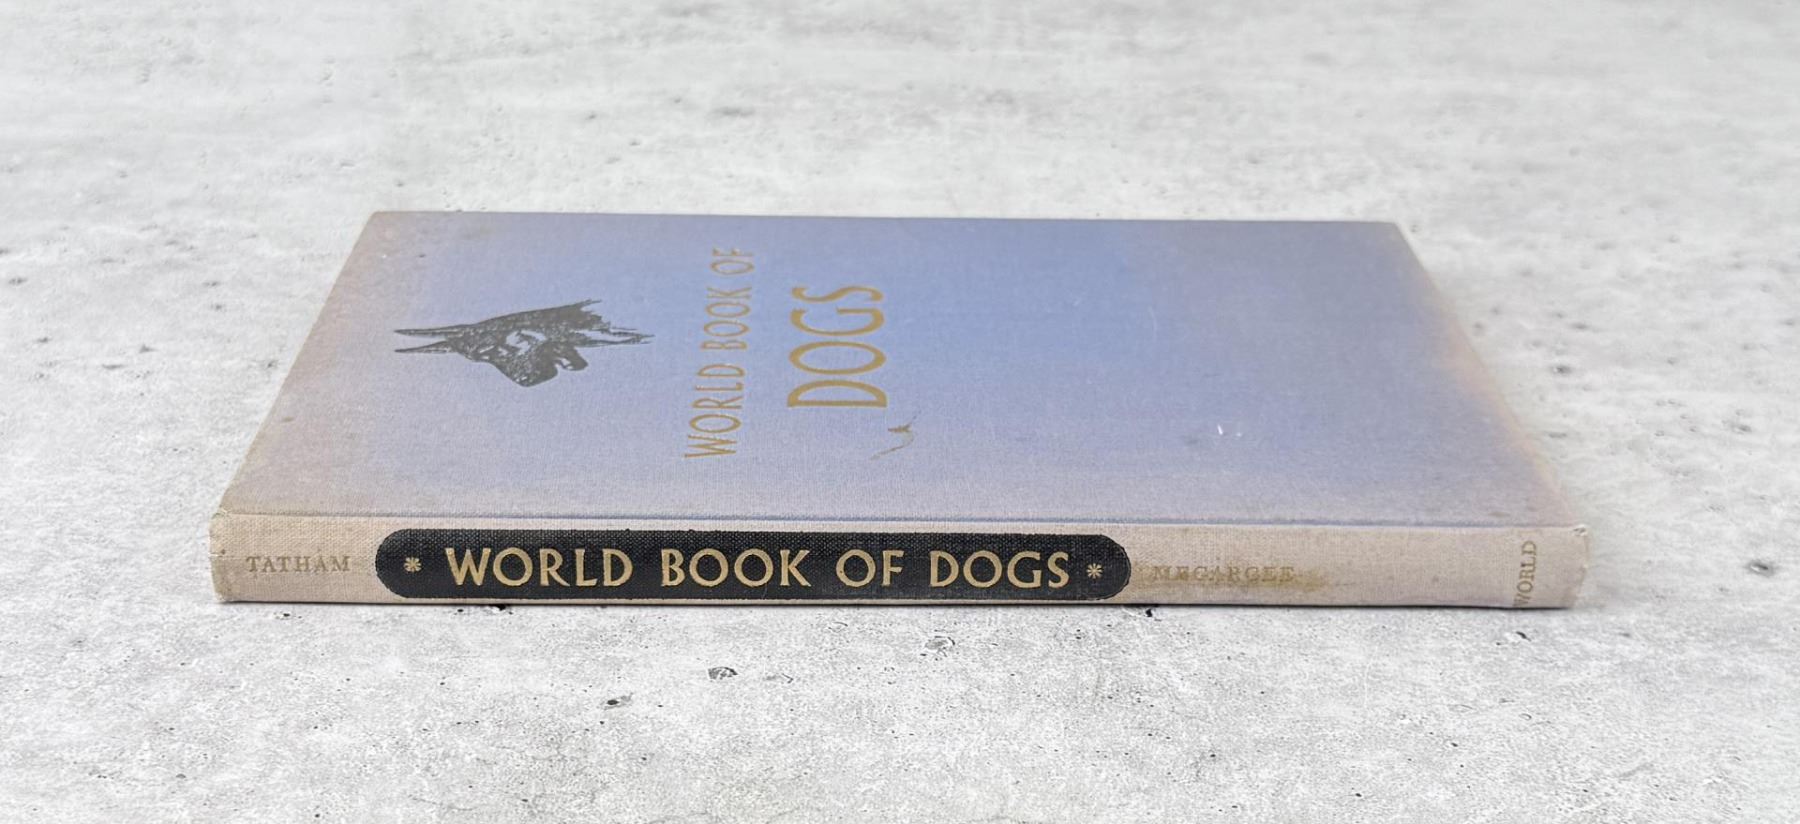 WORLD BOOK OF
DOGS
TATHAM
* WORLD BOOK OF DOGS *
MEGARGEE
WORLD